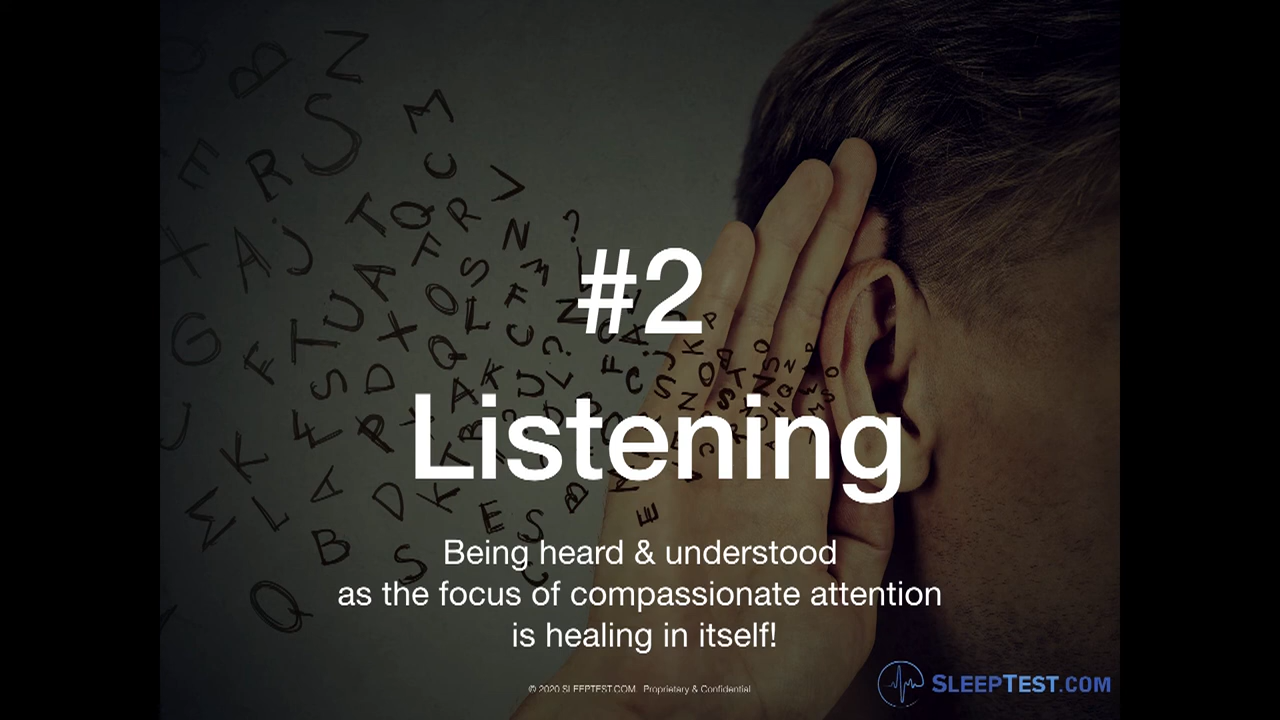 #2
Listening
Being heard & understood
as the focus of compassionate attention
is healing in itself!
© 2020 SLEEPTEST.COM. Proprietary & Confidential
SLEEPTEST.COM